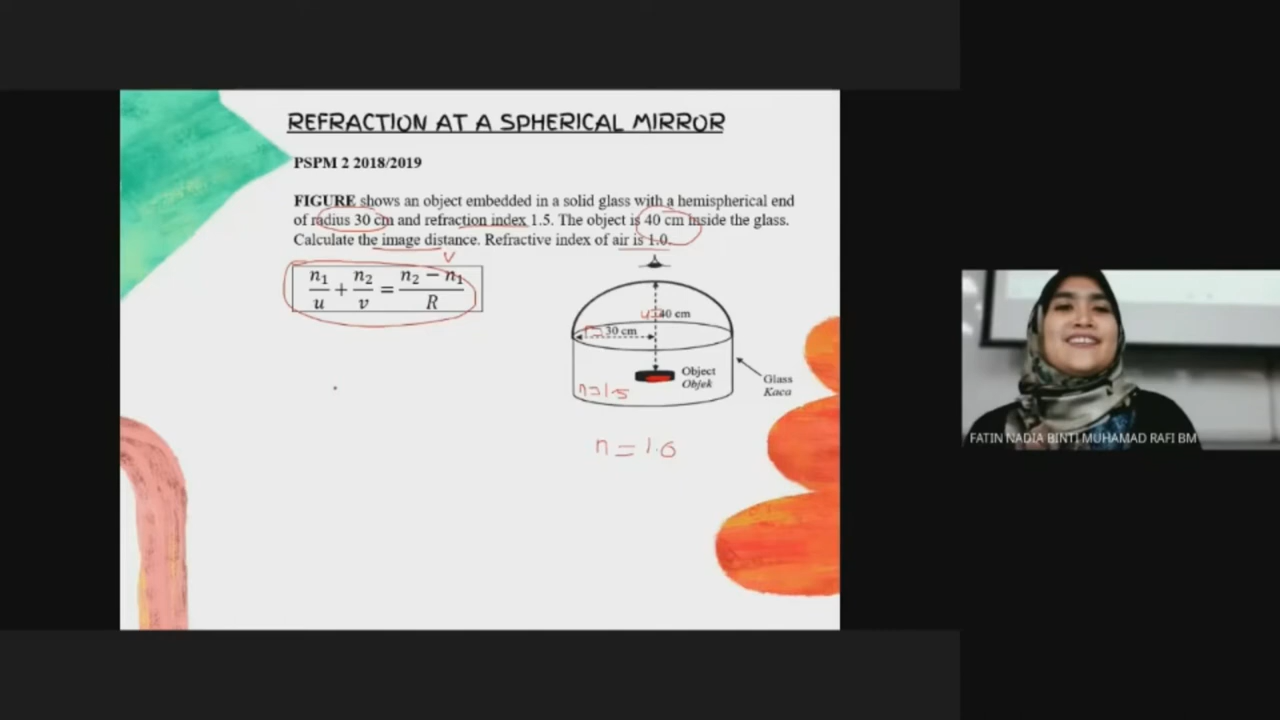 REFRACTION AT A SPHERICAL MIRROR
PSPM 2 2018/2019
FIGURE shows an object embedded in a solid glass with a hemispherical end
of radius 30 cm and refraction index 1.5. The object is 40 cm inside the glass.
Calculate the image distance. Refractive index of air is 1.0.
v
n₁/u + n₂/v = (n₂ − n₁)/R
u= 40 cm
r= 30 cm
Object
Objek
Glass
Kaca
n=1.5
n = 1.0
FATIN NADIA BINTI MUHAMAD RAFI BM